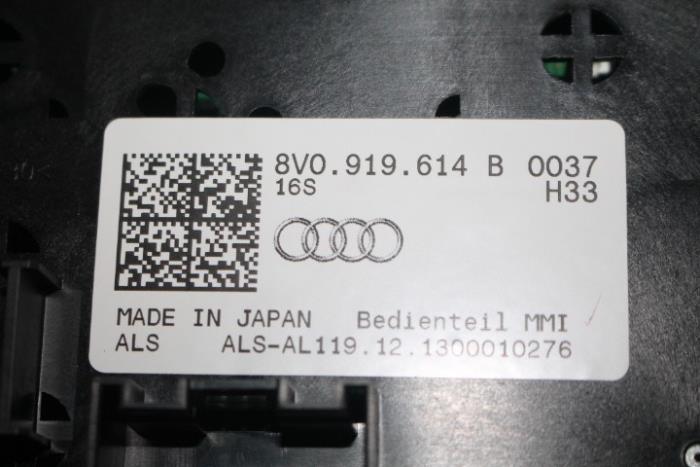 8V0.919.614 B 0037
16S H33
MADE IN JAPAN Bedienteil MMI
ALS ALS-AL119.12.1300010276